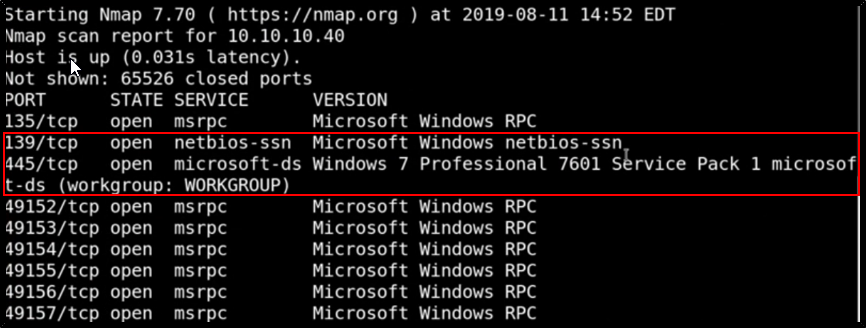 Starting Nmap 7.70 ( https://nmap.org ) at 2019-08-11 14:52 EDT
Nmap scan report for 10.10.10.40
Host is up (0.031s latency).
Not shown: 65526 closed ports
PORT      STATE SERVICE      VERSION
135/tcp   open  msrpc        Microsoft Windows RPC
139/tcp   open  netbios-ssn  Microsoft Windows netbios-ssn
445/tcp   open  microsoft-ds Windows 7 Professional 7601 Service Pack 1 microsof
t-ds (workgroup: WORKGROUP)
49152/tcp open  msrpc        Microsoft Windows RPC
49153/tcp open  msrpc        Microsoft Windows RPC
49154/tcp open  msrpc        Microsoft Windows RPC
49155/tcp open  msrpc        Microsoft Windows RPC
49156/tcp open  msrpc        Microsoft Windows RPC
49157/tcp open  msrpc        Microsoft Windows RPC